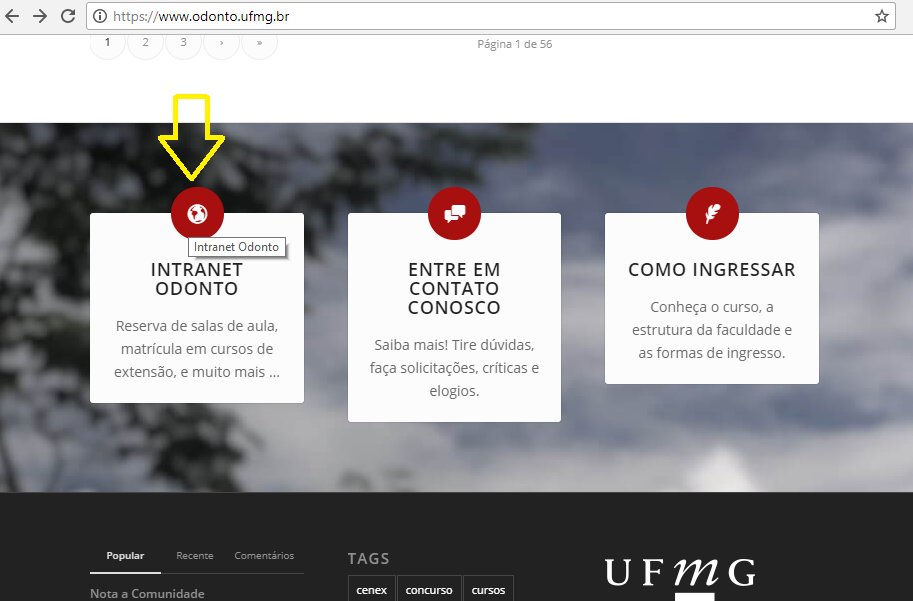 https://www.odonto.ufmg.br
1 2 3 › »
Página 1 de 56
Intranet Odonto
INTRANET
ODONTO
Reserva de salas de aula,
matrícula em cursos de
extensão, e muito mais ...
ENTRE EM
CONTATO
CONOSCO
Saiba mais! Tire dúvidas,
faça solicitações, críticas e
elogios.
COMO INGRESSAR
Conheça o curso, a
estrutura da faculdade e
as formas de ingresso.
Popular Recente Comentários
Nota a Comunidade
TAGS
cenex concurso cursos
UFmG